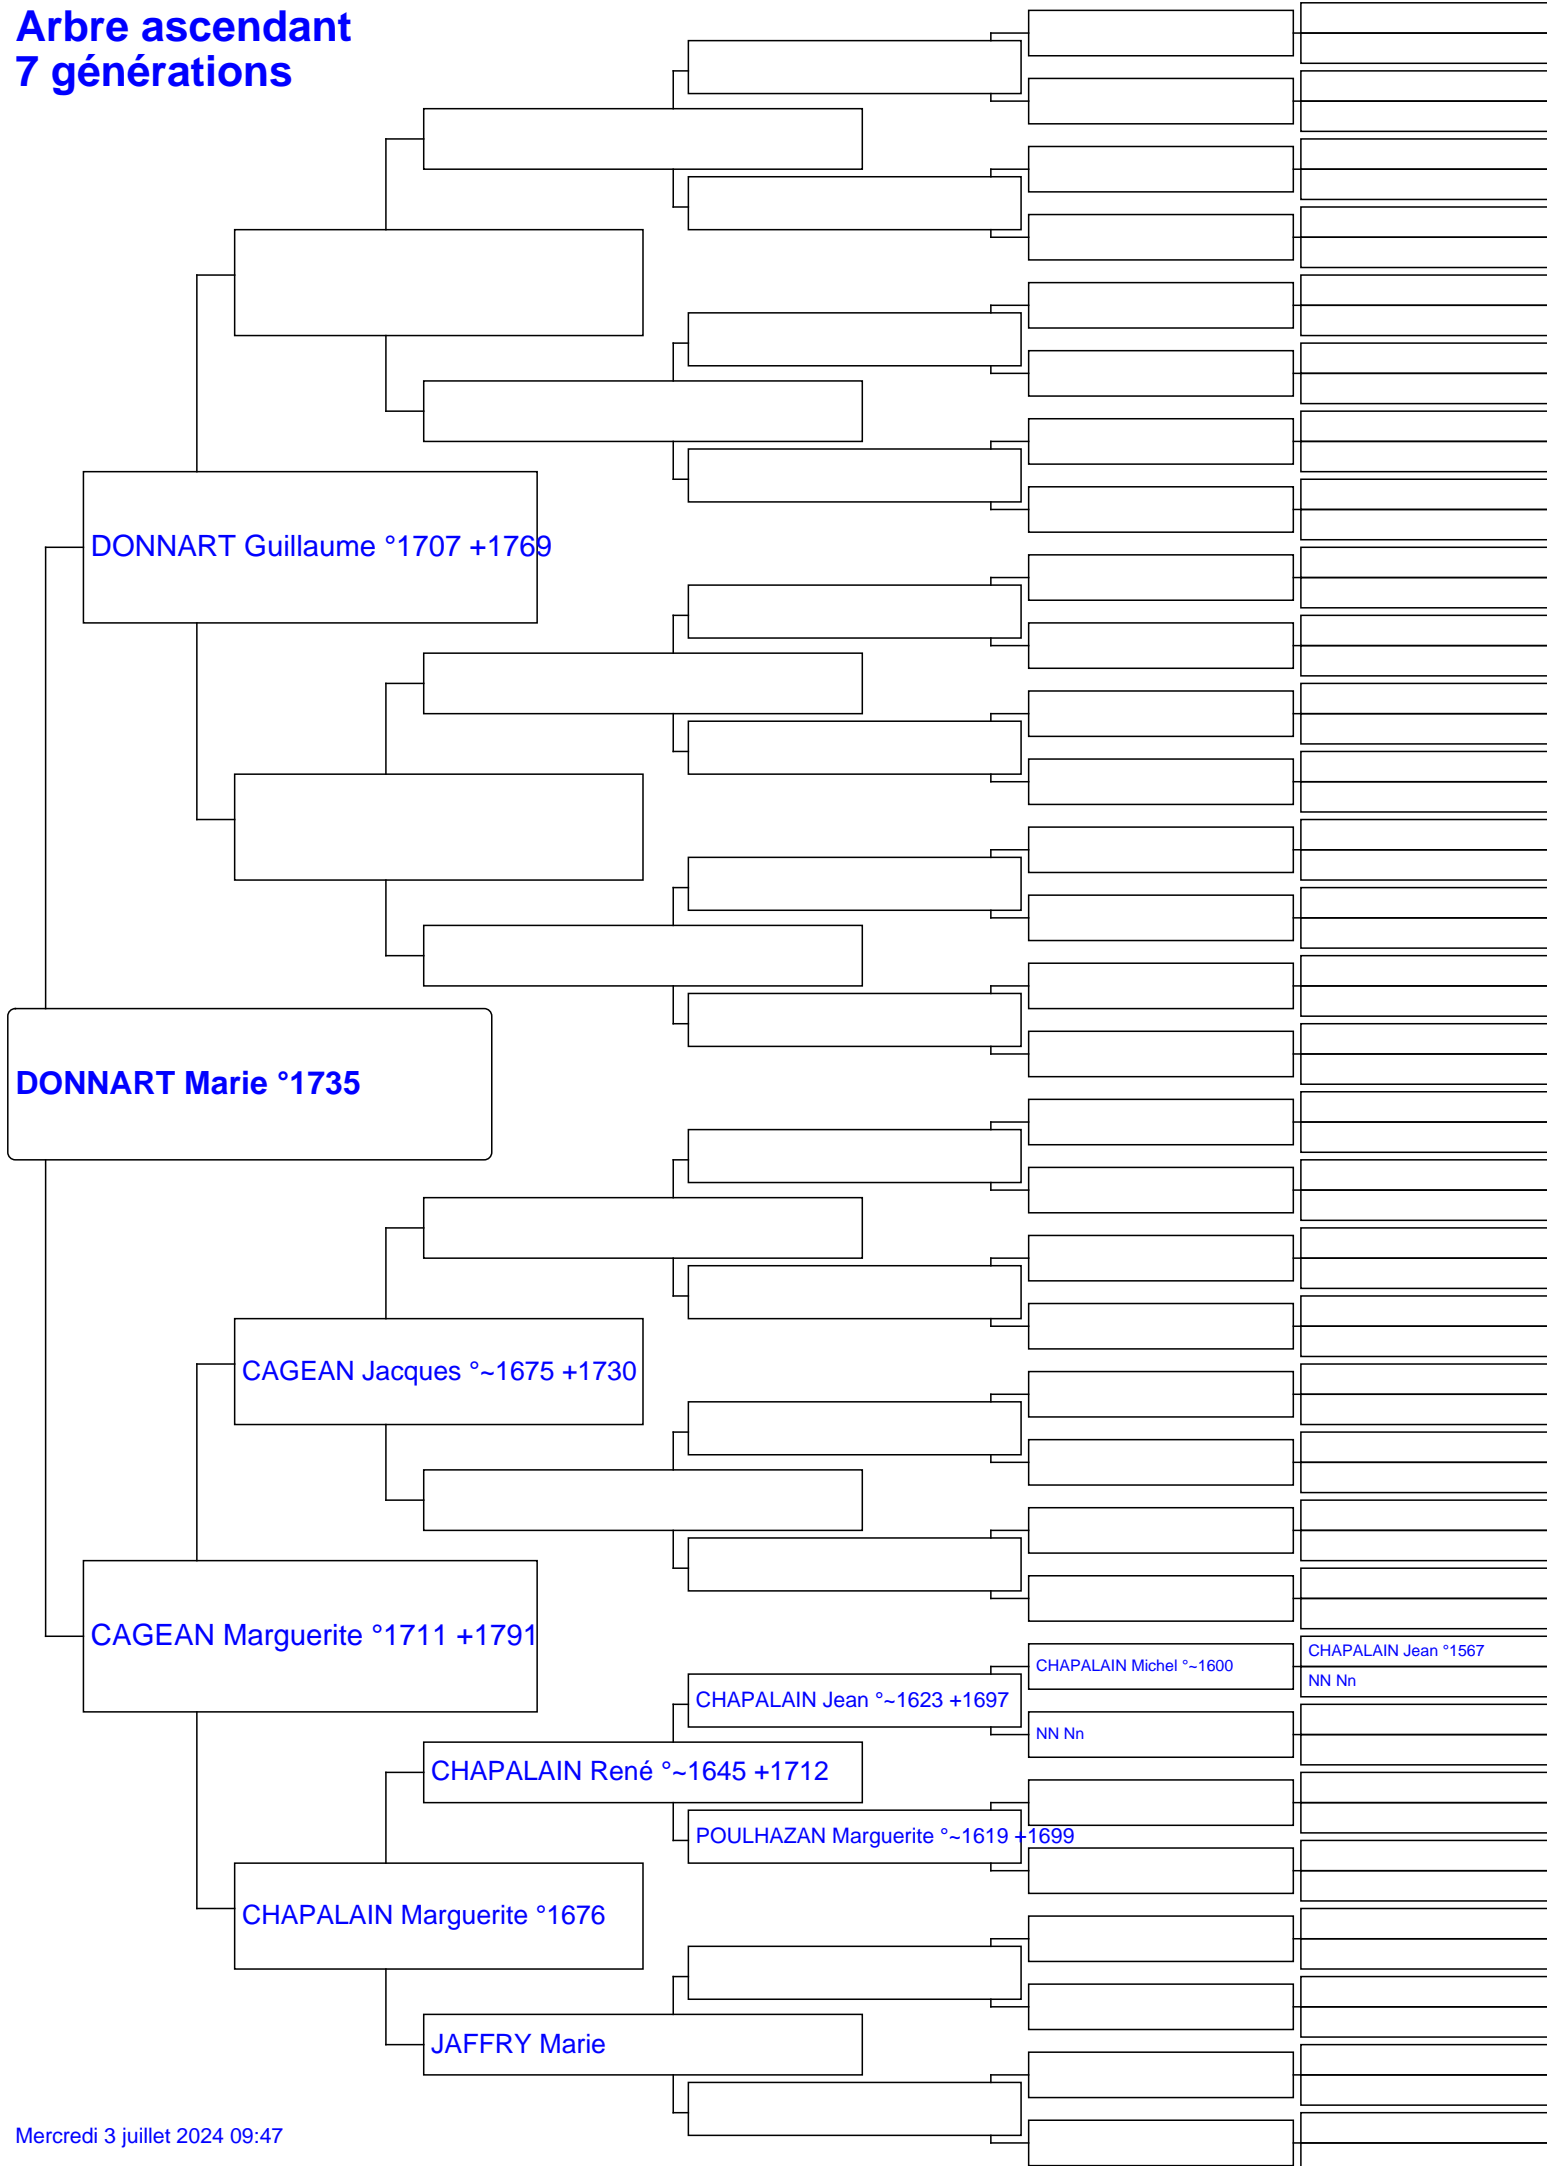 Arbre ascendant
7 générations
DONNART Guillaume °1707 +1769
DONNART Marie °1735
CAGEAN Jacques °~1675 +1730
CAGEAN Marguerite °1711 +1791
CHAPALAIN Michel °~1600
CHAPALAIN Jean °1567
NN Nn
CHAPALAIN Jean °~1623 +1697
NN Nn
CHAPALAIN René °~1645 +1712
POULHAZAN Marguerite °~1619 +1699
CHAPALAIN Marguerite °1676
JAFFRY Marie
Mercredi 3 juillet 2024 09:47